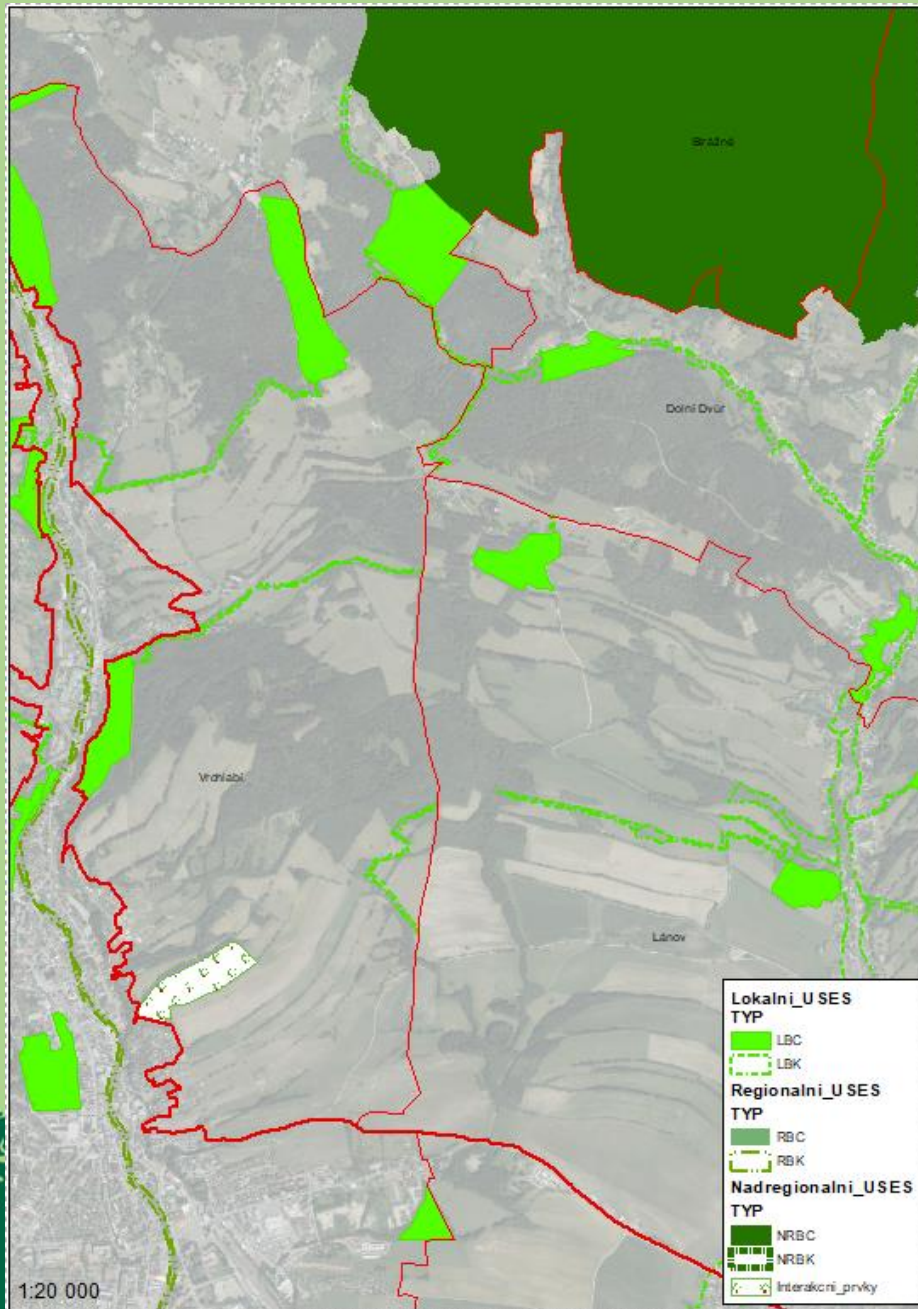 Strážné
Dolní Dvůr
Vrchlabí
Lánov
Lokalni_USES
TYP
LBC
LBK
Regionalni_USES
TYP
RBC
RBK
Nadregionalni_USES
TYP
NRBC
NRBK
Interakcni_prvky
1:20 000